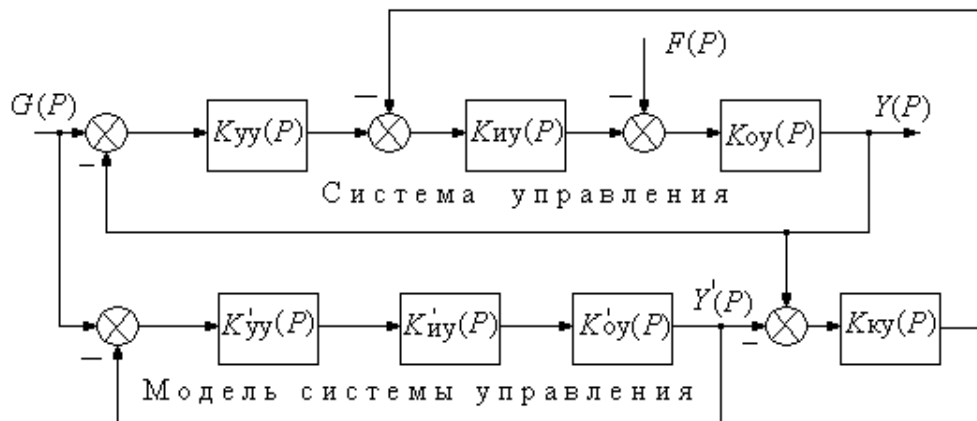 F(P)
G(P)
Y(P)
Kуу(P)
Kиу(P)
Kоу(P)
Система управления
Y'(P)
K'уу(P)
K'иу(P)
K'оу(P)
Kку(P)
Модель системы управления